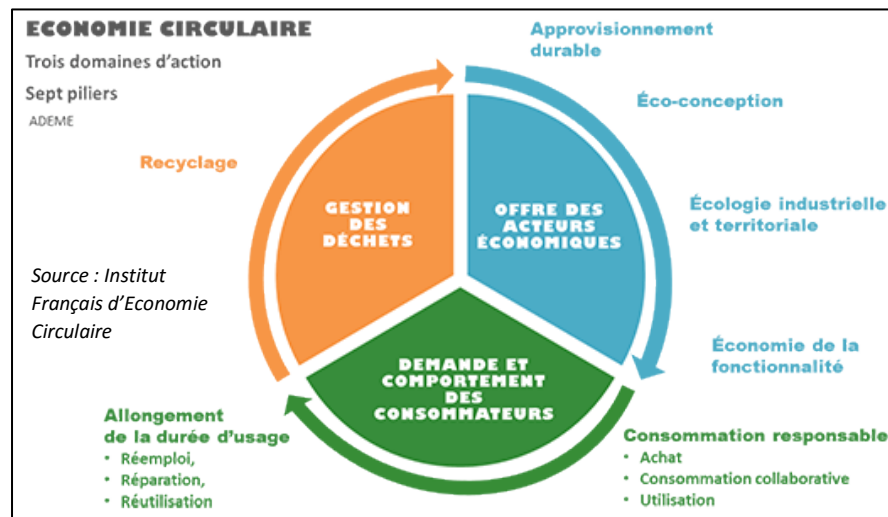 ECONOMIE CIRCULAIRE
Trois domaines d’action
Sept piliers
ADEME
Approvisionnement
durable
Éco-conception
Écologie industrielle
et territoriale
Économie de la
fonctionnalité
Recyclage
GESTION
DES
DÉCHETS
OFFRE DES
ACTEURS
ÉCONOMIQUES
Source : Institut
Français d’Economie
Circulaire
DEMANDE ET
COMPORTEMENT
DES
CONSOMMATEURS
Allongement
de la durée d’usage
• Réemploi,
• Réparation,
• Réutilisation
Consommation responsable
• Achat
• Consommation collaborative
• Utilisation